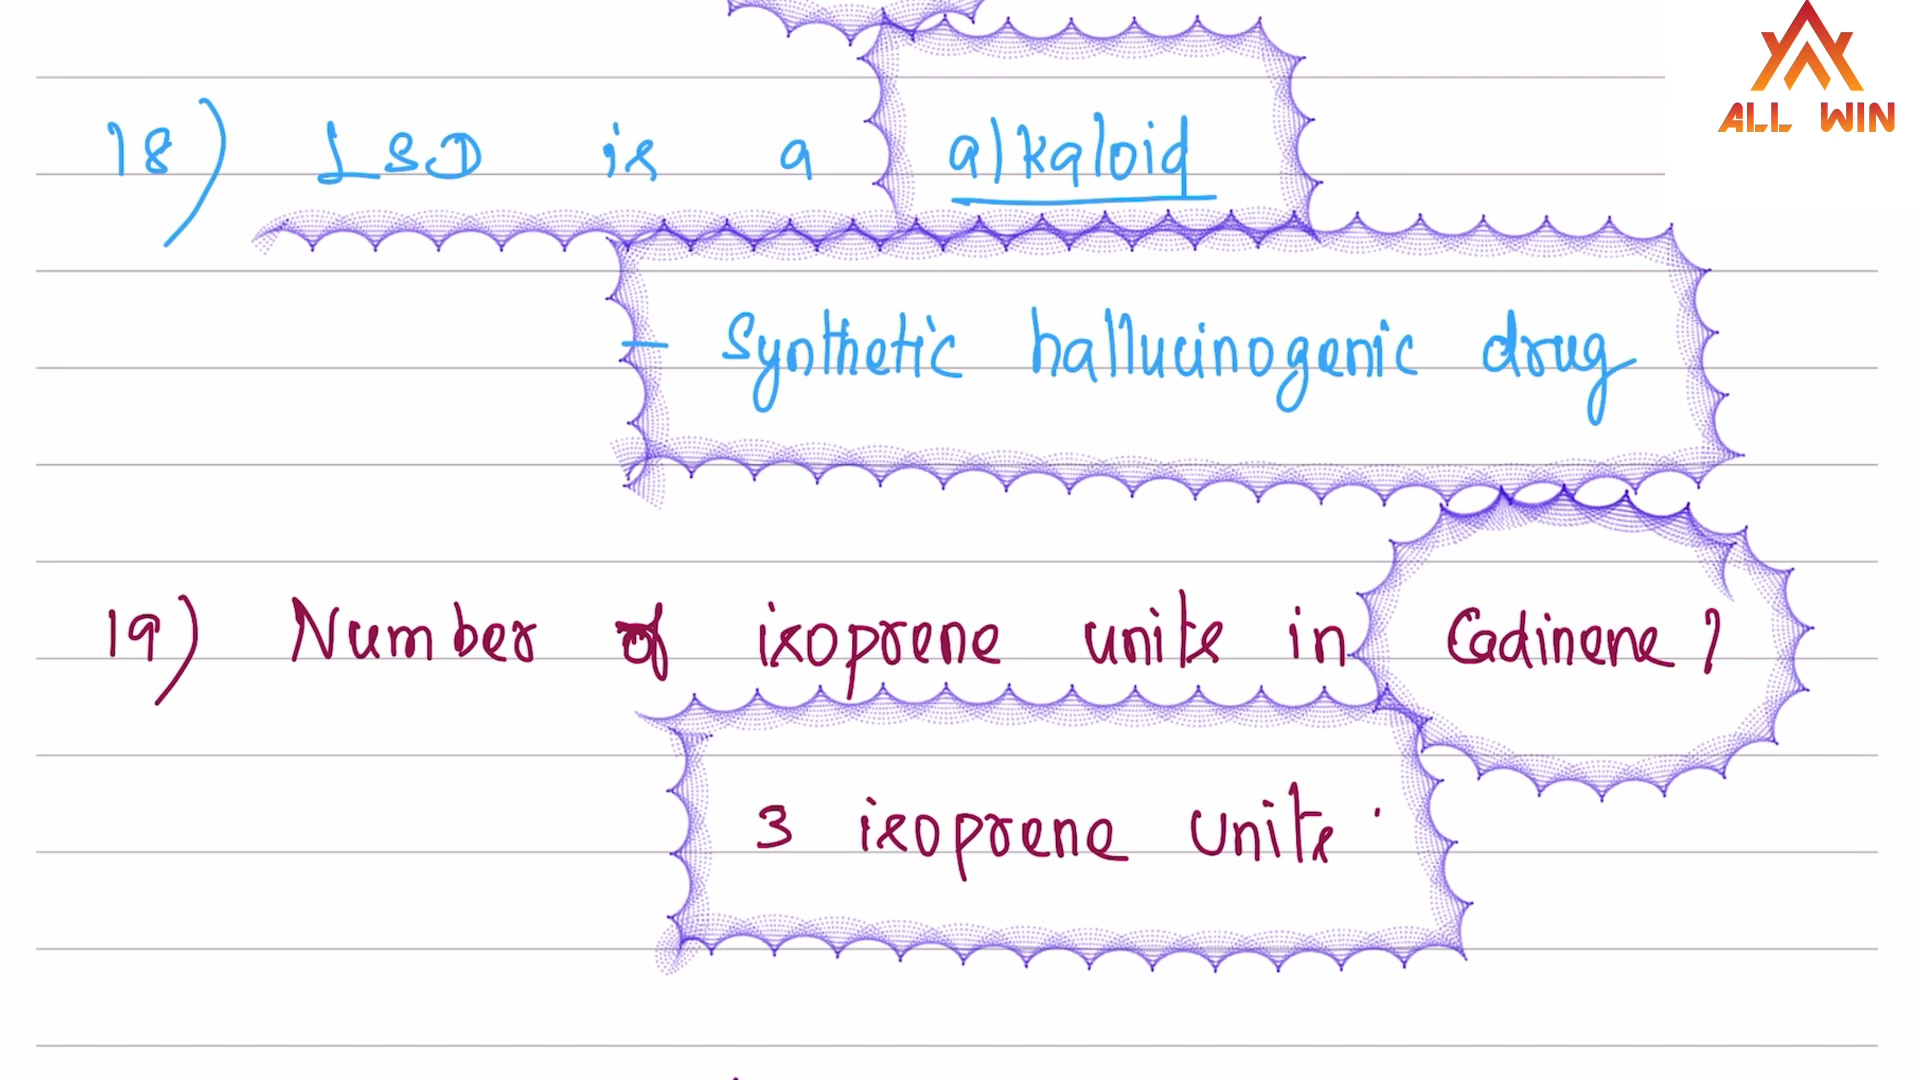 ALL WIN
18) LSD is a alkaloid
- Synthetic hallucinogenic drug
19) Number of isoprene units in Cadinene?
3 isoprene units.